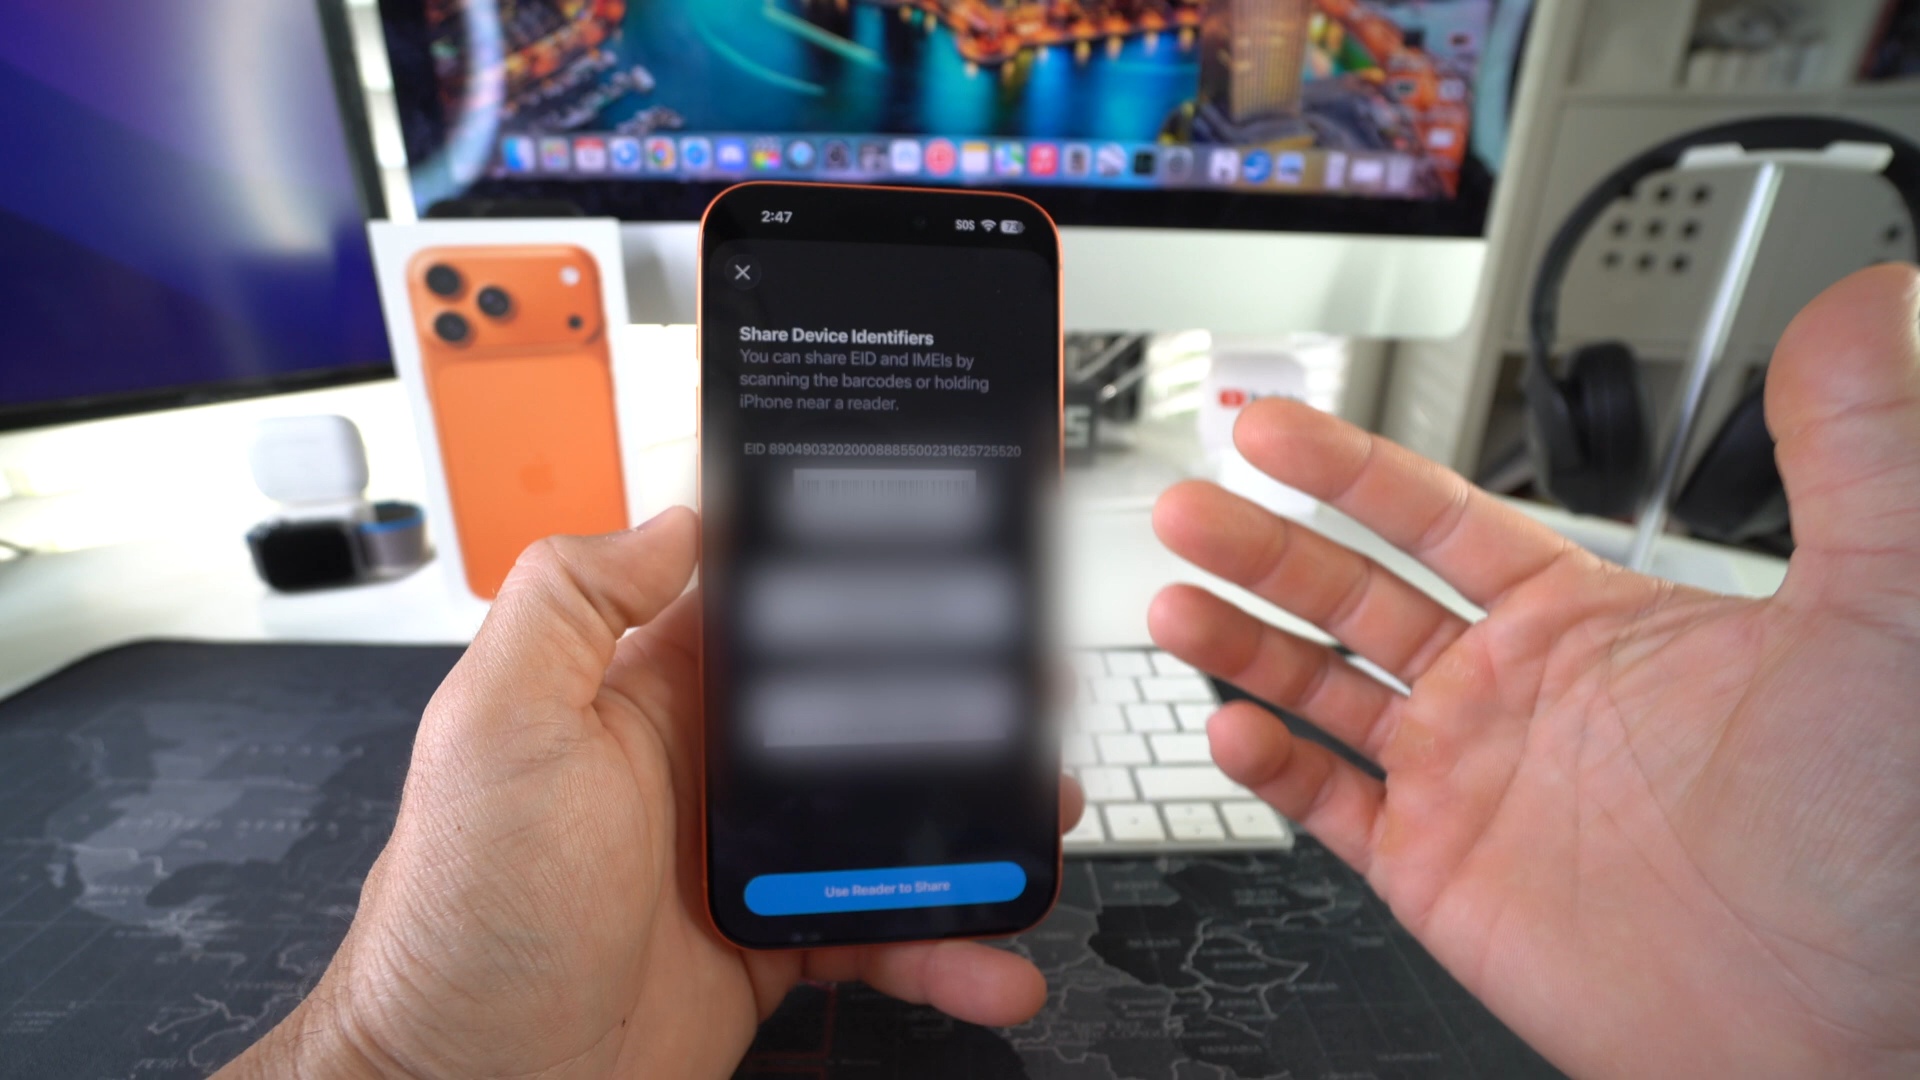 2:47
SOS
73
Share Device Identifiers
You can share EID and IMEIs by
scanning the barcodes or holding
iPhone near a reader.
EID 89049032020008885500231625725520
Use Reader to Share